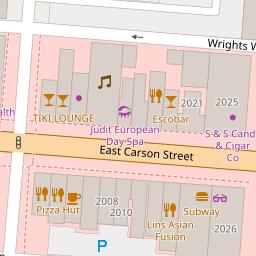 Wrights W
2021
2025
TIKI LOUNGE
Escobar
alth
Judit European
Day Spa
S & S Cand
& Cigar
Co
East Carson Street
Pizza Hut
2008
2010
Subway
Lins Asian
Fusion
2026
P